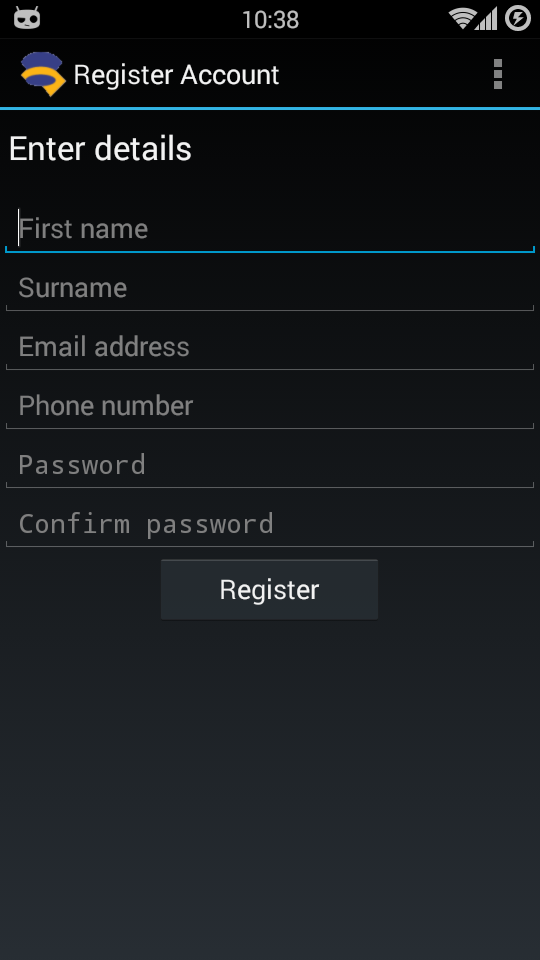 10:38
Register Account
Enter details
First name
Surname
Email address
Phone number
Password
Confirm password
Register